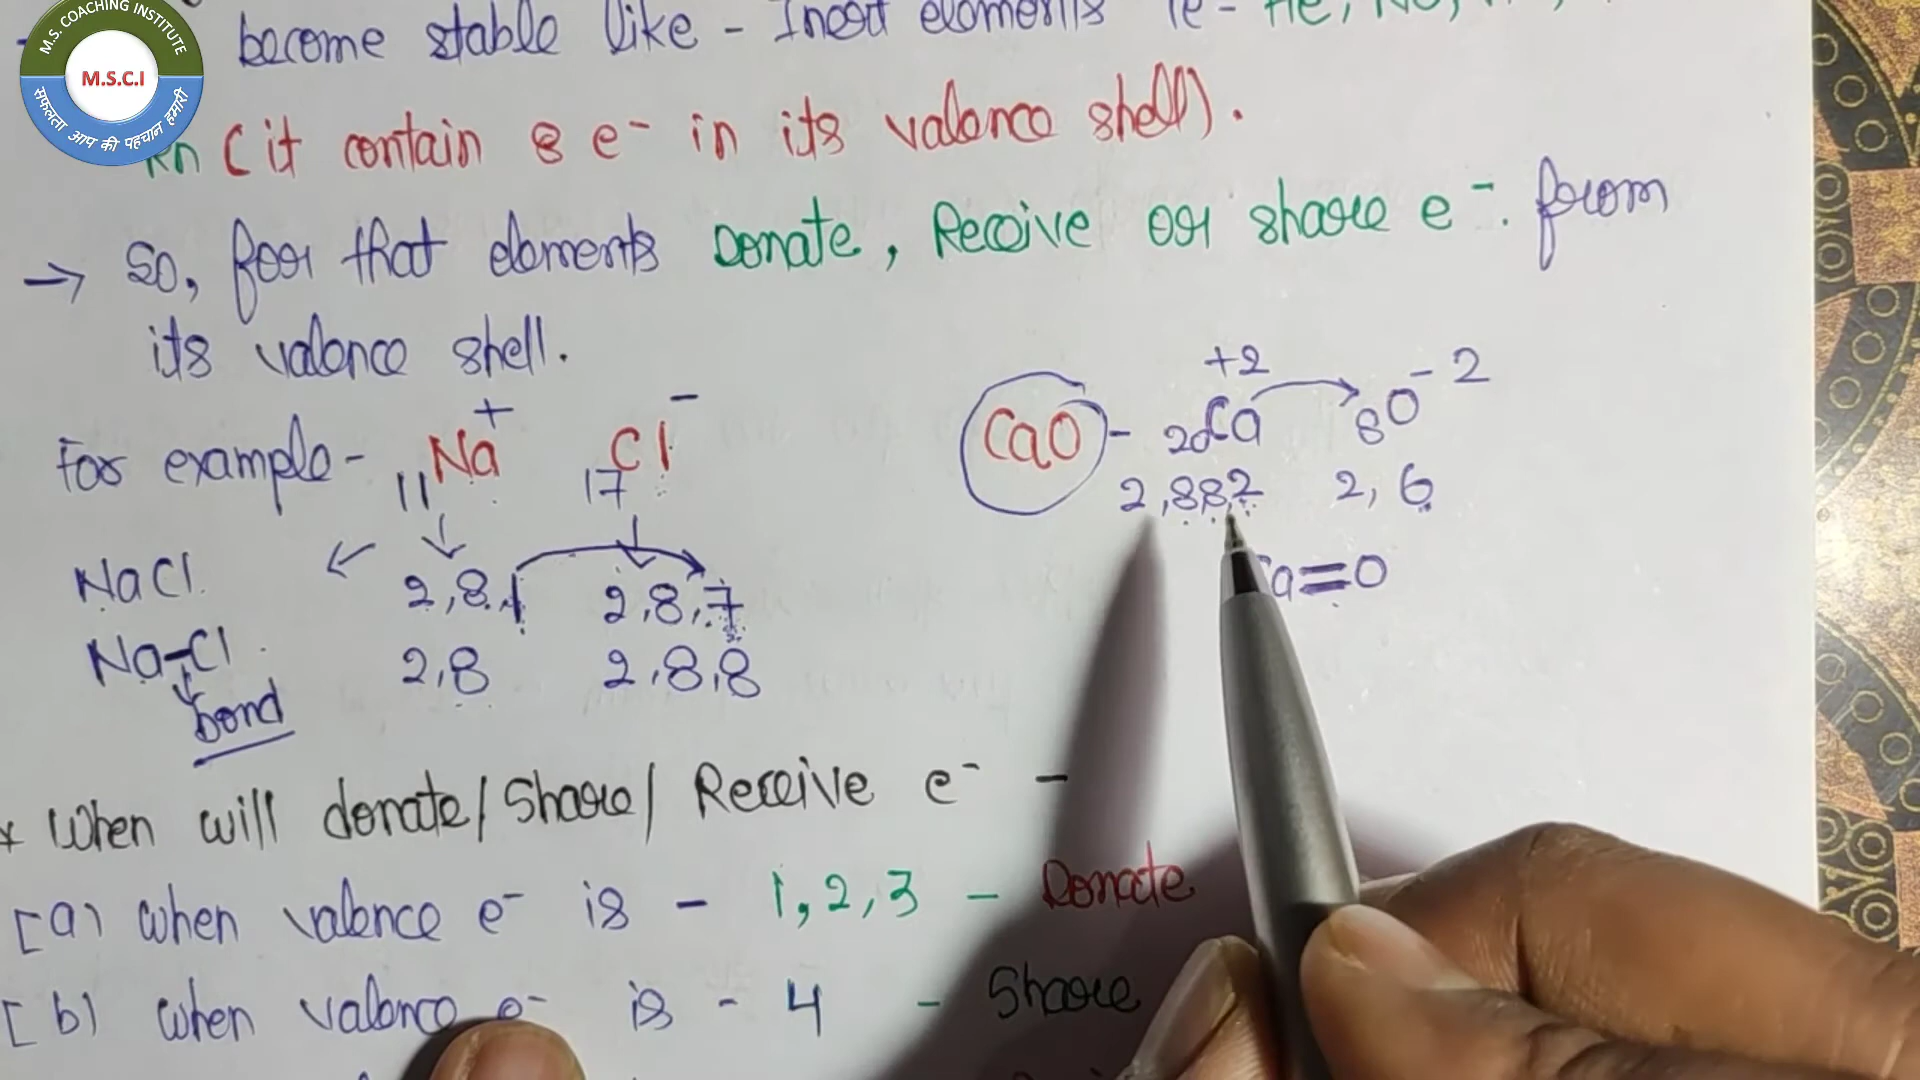 M.S. COACHING INSTITUTE
M.S.C.I
सफलता आप की पहचान हमारी
become stable like - Inert elements ie - He, Ne,
Rn (it contain 8 e⁻ in its valence shell).
→ So, for that elements Donate, Receive or share e⁻. from
its valence shell.
For example - ₁₁Na⁺ ₁₇Cl⁻
CaO - ₂₀Ca⁺² ₈O⁻²
2,8,8,2 2,6
Ca=O
NaCl ← 2,8,1 2,8,7
Na-Cl 2,8 2,8,8
bond
* When will donate/Share/Receive e⁻ -
[a) when valence e⁻ is - 1,2,3 - Donate
[b) when valence e⁻ is - 4 - Share